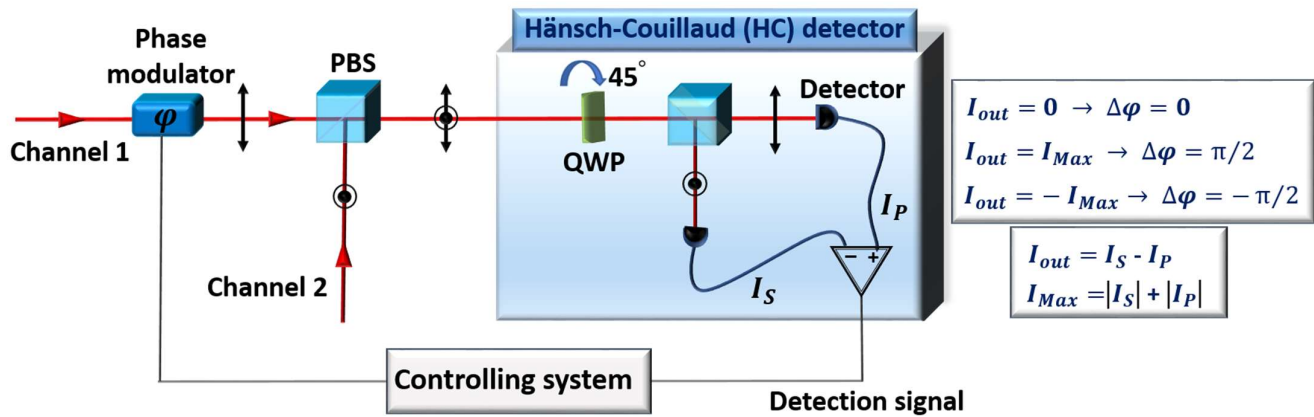 Hänsch-Couillaud (HC) detector
Phase
modulator
PBS
45°
Detector
φ
Channel 1
QWP
I_P
Channel 2
I_S
− +
Controlling system
Detection signal
I_out = 0 → Δφ = 0
I_out = I_Max → Δφ = π/2
I_out = − I_Max → Δφ = − π/2
I_out = I_S - I_P
I_Max =|I_S| + |I_P|